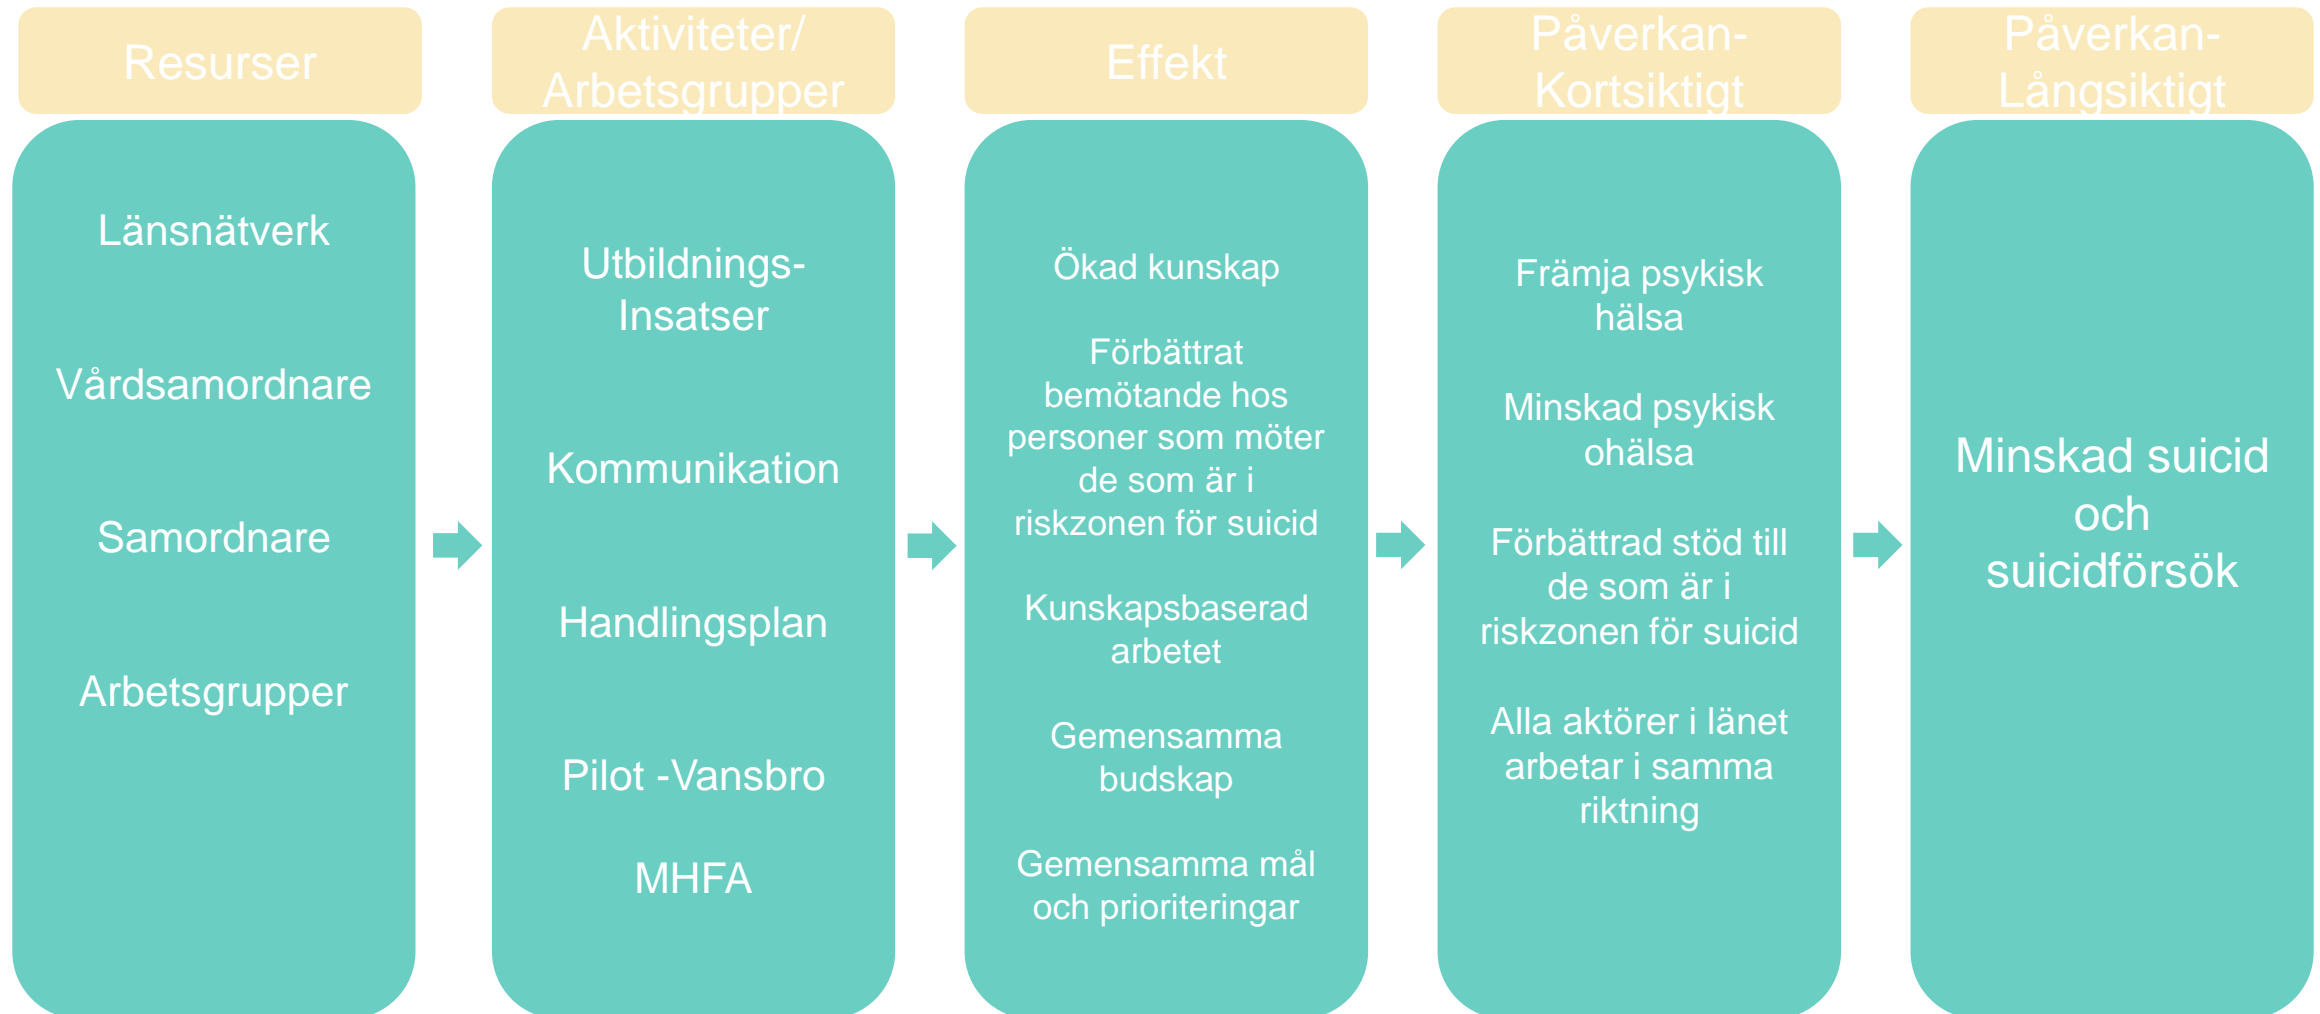 Resurser
Länsnätverk
Vårdsamordnare
Samordnare
Arbetsgrupper
Aktiviteter/
Arbetsgrupper
Utbildnings-
Insatser
Kommunikation
Handlingsplan
Pilot -Vansbro
MHFA
Effekt
Ökad kunskap
Förbättrat
bemötande hos
personer som möter
de som är i
riskzonen för suicid
Kunskapsbaserad
arbetet
Gemensamma
budskap
Gemensamma mål
och prioriteringar
Påverkan-
Kortsiktigt
Främja psykisk
hälsa
Minskad psykisk
ohälsa
Förbättrad stöd till
de som är i
riskzonen för suicid
Alla aktörer i länet
arbetar i samma
riktning
Påverkan-
Långsiktigt
Minskad suicid
och
suicidförsök